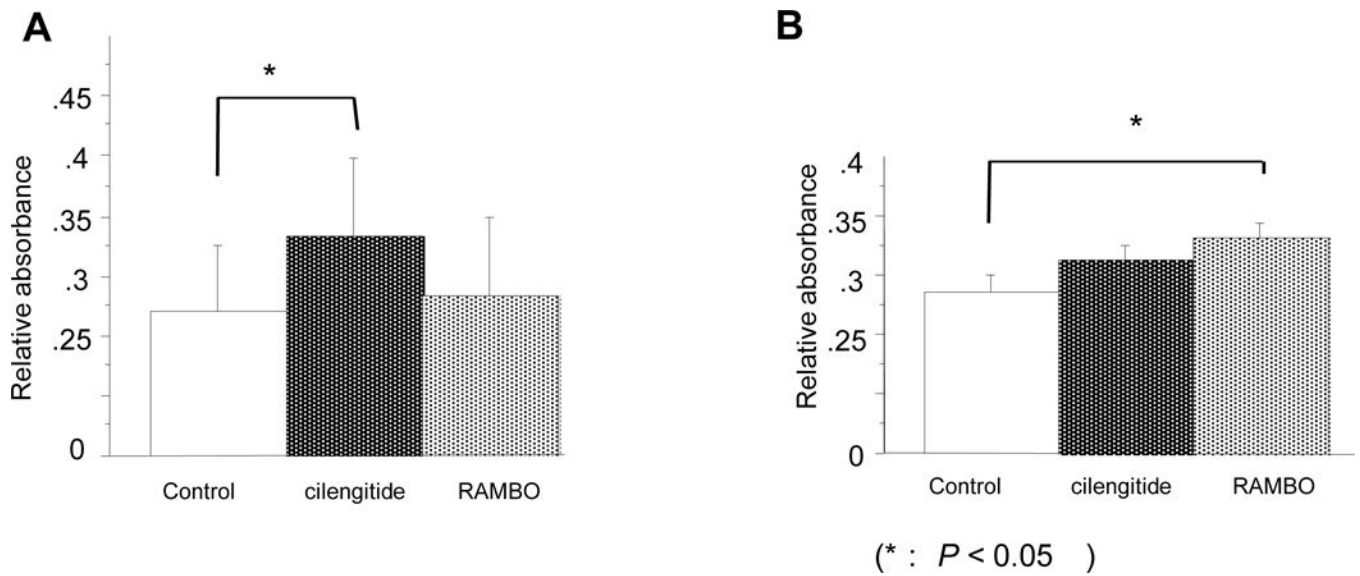 A
*
.45
.4
.35
.3
.25
0
Relative absorbance
Control
cilengitide
RAMBO
B
*
.4
.35
.3
.25
0
Relative absorbance
Control
cilengitide
RAMBO
(* : P < 0.05 )